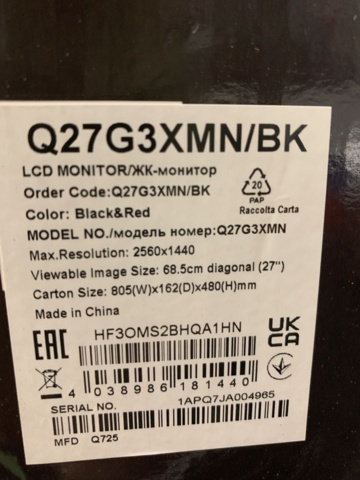 Q27G3XMN/BK
LCD MONITOR/ЖК-монитор
Order Code:Q27G3XMN/BK
Color: Black&Red
20
PAP
Raccolta Carta
MODEL NO./модель номер:Q27G3XMN
Max.Resolution: 2560x1440
Viewable Image Size: 68.5cm diagonal (27")
Carton Size: 805(W)x162(D)x480(H)mm
Made in China
EAC
HF3OMS2BHQA1HN
UK
CA
4 038986 181440
SERIAL NO. 1APQ7JA004965
MFD Q725